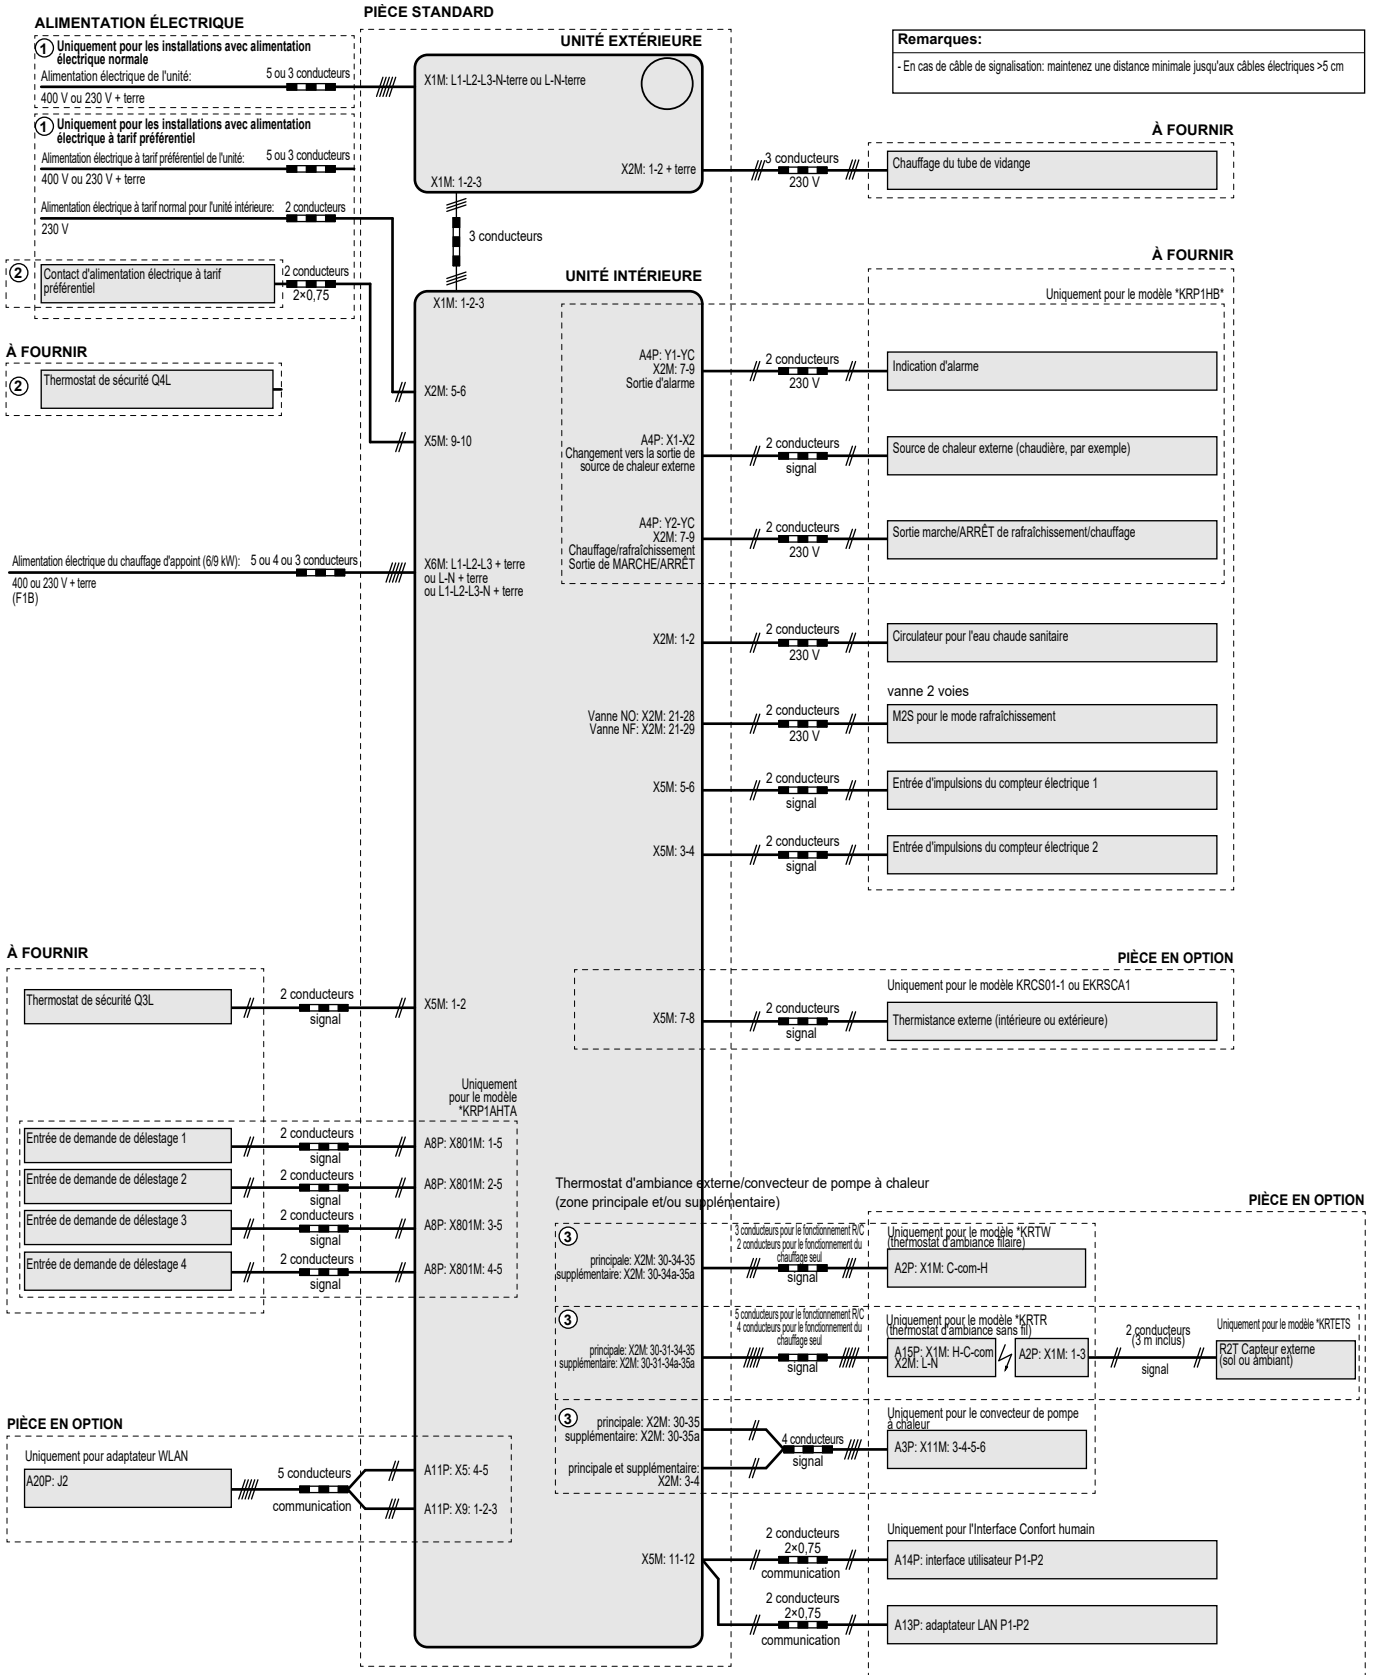 PIÈCE STANDARD
ALIMENTATION ÉLECTRIQUE
1 Uniquement pour les installations avec alimentation
électrique normale
Alimentation électrique de l'unité:
5 ou 3 conducteurs
400 V ou 230 V + terre
1 Uniquement pour les installations avec alimentation
électrique à tarif préférentiel
Alimentation électrique à tarif préférentiel de l'unité:
5 ou 3 conducteurs
400 V ou 230 V + terre
Alimentation électrique à tarif normal pour l'unité intérieure:
2 conducteurs
230 V
2
Contact d'alimentation électrique à tarif
préférentiel
2 conducteurs
2×0,75
À FOURNIR
2
Thermostat de sécurité Q4L
Alimentation électrique du chauffage d'appoint (6/9 kW):
5 ou 4 ou 3 conducteurs
400 ou 230 V + terre
(F1B)
À FOURNIR
Thermostat de sécurité Q3L
2 conducteurs
signal
Entrée de demande de délestage 1
2 conducteurs
signal
Entrée de demande de délestage 2
2 conducteurs
signal
Entrée de demande de délestage 3
2 conducteurs
signal
Entrée de demande de délestage 4
2 conducteurs
signal
PIÈCE EN OPTION
Uniquement pour adaptateur WLAN
A20P: J2
5 conducteurs
communication
UNITÉ EXTÉRIEURE
X1M: L1-L2-L3-N-terre ou L-N-terre
X2M: 1-2 + terre
X1M: 1-2-3
3 conducteurs
UNITÉ INTÉRIEURE
X1M: 1-2-3
X2M: 5-6
X5M: 9-10
X6M: L1-L2-L3 + terre
ou L-N + terre
ou L1-L2-L3-N + terre
X5M: 1-2
Uniquement
pour le modèle
*KRP1AHTA
A8P: X801M: 1-5
A8P: X801M: 2-5
A8P: X801M: 3-5
A8P: X801M: 4-5
A11P: X5: 4-5
A11P: X9: 1-2-3
Remarques:
- En cas de câble de signalisation: maintenez une distance minimale jusqu'aux câbles électriques >5 cm
À FOURNIR
3 conducteurs
230 V
Chauffage du tube de vidange
À FOURNIR
Uniquement pour le modèle *KRP1HB*
A4P: Y1-YC
X2M: 7-9
Sortie d'alarme
2 conducteurs
230 V
Indication d'alarme
A4P: X1-X2
Changement vers la sortie de
source de chaleur externe
2 conducteurs
signal
Source de chaleur externe (chaudière, par exemple)
A4P: Y2-YC
X2M: 7-9
Chauffage/rafraîchissement
Sortie de MARCHE/ARRÊT
2 conducteurs
230 V
Sortie marche/ARRÊT de rafraîchissement/chauffage
X2M: 1-2
2 conducteurs
230 V
Circulateur pour l'eau chaude sanitaire
vanne 2 voies
Vanne NO: X2M: 21-28
Vanne NF: X2M: 21-29
2 conducteurs
230 V
M2S pour le mode rafraîchissement
X5M: 5-6
2 conducteurs
signal
Entrée d'impulsions du compteur électrique 1
X5M: 3-4
2 conducteurs
signal
Entrée d'impulsions du compteur électrique 2
PIÈCE EN OPTION
Uniquement pour le modèle KRCS01-1 ou EKRSCA1
X5M: 7-8
2 conducteurs
signal
Thermistance externe (intérieure ou extérieure)
Thermostat d'ambiance externe/convecteur de pompe à chaleur
(zone principale et/ou supplémentaire)
PIÈCE EN OPTION
3
principale: X2M: 30-34-35
supplémentaire: X2M: 30-34a-35a
3 conducteurs pour le fonctionnement R/C
2 conducteurs pour le fonctionnement du
chauffage seul
signal
Uniquement pour le modèle *KRTW
(thermostat d'ambiance filaire)
A2P: X1M: C-com-H
3
principale: X2M: 30-31-34-35
supplémentaire: X2M: 30-31-34a-35a
5 conducteurs pour le fonctionnement R/C
4 conducteurs pour le fonctionnement du
chauffage seul
signal
Uniquement pour le modèle *KRTR
(thermostat d'ambiance sans fil)
A15P: X1M: H-C-com
X2M: L-N
A2P: X1M: 1-3
2 conducteurs
(3 m inclus)
signal
Uniquement pour le modèle *KRTETS
R2T Capteur externe
(sol ou ambiant)
3
principale: X2M: 30-35
supplémentaire: X2M: 30-35a
principale et supplémentaire:
X2M: 3-4
4 conducteurs
signal
Uniquement pour le convecteur de pompe
à chaleur
A3P: X11M: 3-4-5-6
X5M: 11-12
2 conducteurs
2×0,75
communication
Uniquement pour l'Interface Confort humain
A14P: interface utilisateur P1-P2
2 conducteurs
2×0,75
communication
A13P: adaptateur LAN P1-P2